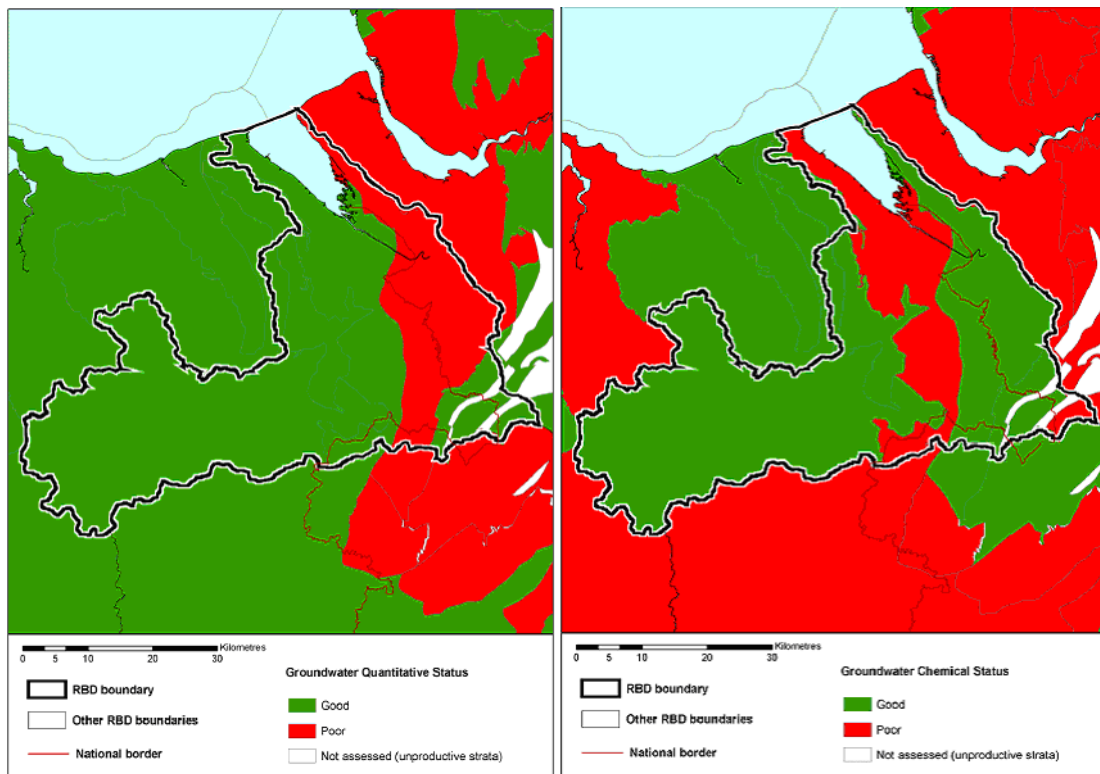 Kilometres
0 5 10 20 30
Groundwater Quantitative Status
RBD boundary
Good
Other RBD boundaries
Poor
National border
Not assessed (unproductive strata)
Kilometres
0 5 10 20 30
Groundwater Chemical Status
RBD boundary
Good
Other RBD boundaries
Poor
National border
Not assessed (unproductive strata)